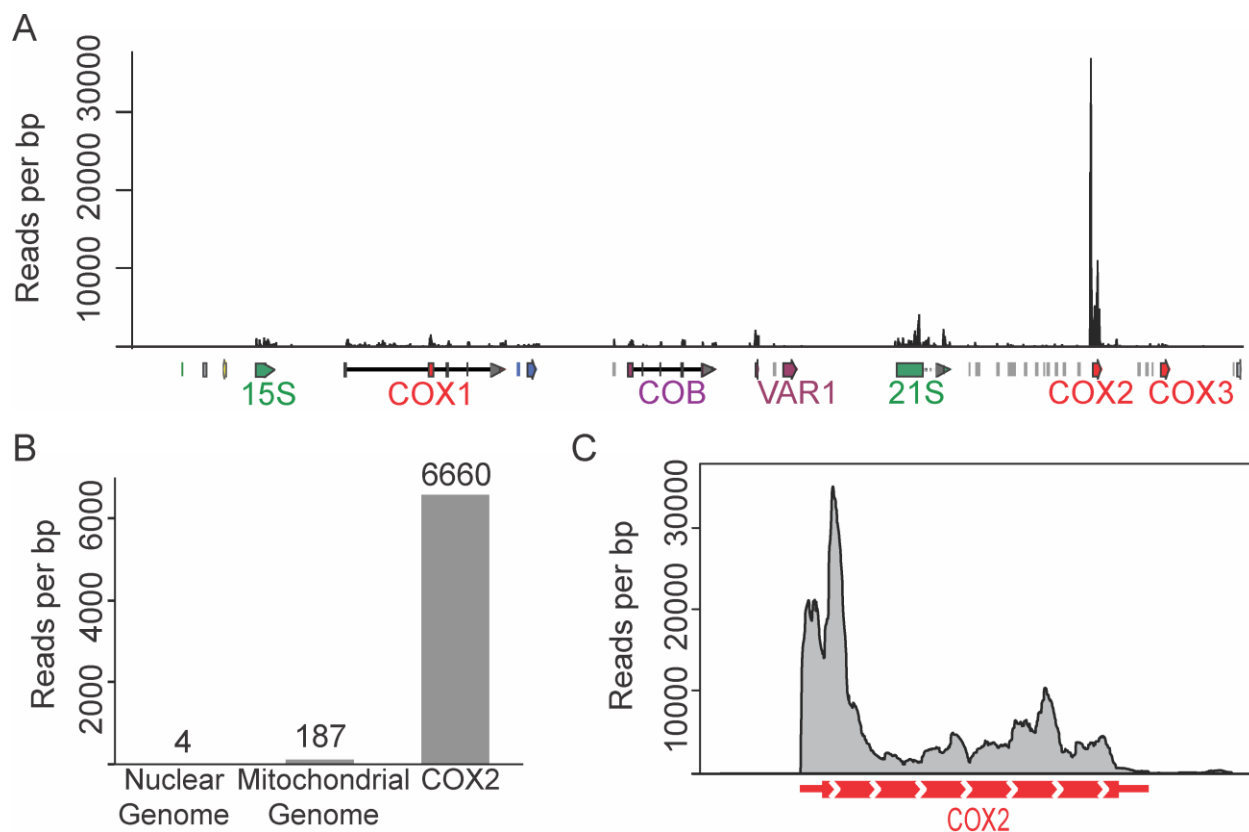 A
Reads per bp
30000
20000
10000
15S
COX1
COB
VAR1
21S
COX2
COX3
B
Reads per bp
6000
4000
2000
4
187
6660
Nuclear
Genome
Mitochondrial
Genome
COX2
C
Reads per bp
30000
20000
10000
COX2